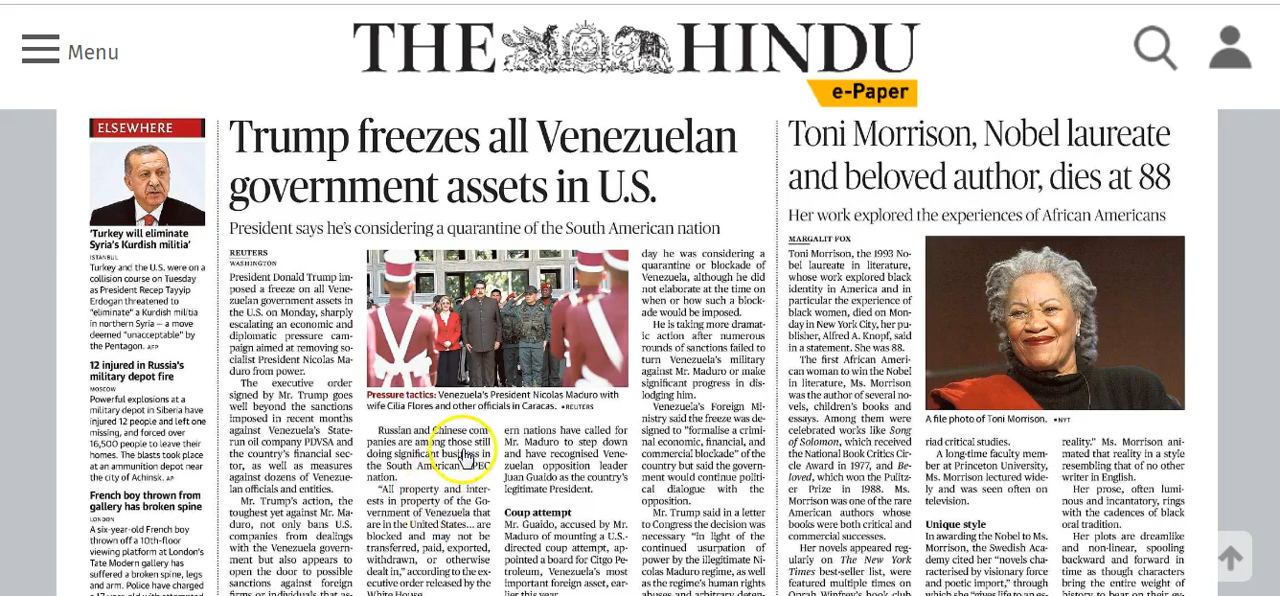 Menu
THE HINDU
e-Paper
ELSEWHERE
'Turkey will eliminate
Syria's Kurdish militia'
ISTANBUL
Turkey and the U.S. were on a
collision course on Tuesday
as President Recep Tayyip
Erdogan threatened to
"eliminate" a Kurdish militia
in northern Syria — a move
deemed "unacceptable" by
the Pentagon. AFP
12 injured in Russia's
military depot fire
MOSCOW
Powerful explosions at a
military depot in Siberia have
injured 12 people and left one
missing, and forced over
16,500 people to leave their
homes. The blasts took place
at an ammunition depot near
the city of Achinsk. AP
French boy thrown from
gallery has broken spine
LONDON
A six-year-old French boy
thrown off a 10th-floor
viewing platform at London's
Tate Modern gallery has
suffered a broken spine, legs
and arm. Police have charged
Trump freezes all Venezuelan
government assets in U.S.
President says he's considering a quarantine of the South American nation
REUTERS
WASHINGTON
President Donald Trump im-
posed a freeze on all Vene-
zuelan government assets in
the U.S. on Monday, sharply
escalating an economic and
diplomatic pressure cam-
paign aimed at removing so-
cialist President Nicolas Ma-
duro from power.
The executive order
signed by Mr. Trump goes
well beyond the sanctions
imposed in recent months
against Venezuela's State-
run oil company PDVSA and
the country's financial sec-
tor, as well as measures
against dozens of Venezue-
lan officials and entities.
Mr. Trump's action, the
toughest yet against Mr. Ma-
duro, not only bans U.S.
companies from dealings
with the Venezuela govern-
ment but also appears to
open the door to possible
sanctions against foreign
firms or individuals that as-
Pressure tactics: Venezuela's President Nicolas Maduro with
wife Cilia Flores and other officials in Caracas. •REUTERS
Russian and Chinese com-
panies are among those still
doing significant business in
the South American OPEC
nation.
"All property and inter-
ests in property of the Go-
vernment of Venezuela that
are in the United States... are
blocked and may not be
transferred, paid, exported,
withdrawn, or otherwise
dealt in," according to the ex-
ecutive order released by the
White House.
ern nations have called for
Mr. Maduro to step down
and have recognised Vene-
zuelan opposition leader
Juan Guaido as the country's
legitimate President.
Coup attempt
Mr. Guaido, accused by Mr.
Maduro of mounting a U.S.-
directed coup attempt, ap-
pointed a board for Citgo Pe-
troleum, Venezuela's most
important foreign asset, ear-
lier this year.
day he was considering a
quarantine or blockade of
Venezuela, although he did
not elaborate at the time on
when or how such a block-
ade would be imposed.
He is taking more dramat-
ic action after numerous
rounds of sanctions failed to
turn Venezuela's military
against Mr. Maduro or make
significant progress in dis-
lodging him.
Venezuela's Foreign Mi-
nistry said the freeze was de-
signed to "formalise a crimi-
nal economic, financial, and
commercial blockade" of the
country but said the govern-
ment would continue politi-
cal dialogue with the
opposition.
Mr. Trump said in a letter
to Congress the decision was
necessary "in light of the
continued usurpation of
power by the illegitimate Ni-
colas Maduro regime, as well
as the regime's human rights
abuses and arbitrary deten-
Toni Morrison, Nobel laureate
and beloved author, dies at 88
Her work explored the experiences of African Americans
MARGALIT FOX
Toni Morrison, the 1993 No-
bel laureate in literature,
whose work explored black
identity in America and in
particular the experience of
black women, died on Mon-
day in New York City, her pu-
blisher, Alfred A. Knopf, said
in a statement. She was 88.
The first African Ameri-
can woman to win the Nobel
in literature, Ms. Morrison
was the author of several no-
vels, children's books and
essays. Among them were
celebrated works like Song
of Solomon, which received
the National Book Critics Cir-
cle Award in 1977, and Be-
loved, which won the Pulitz-
er Prize in 1988. Ms.
Morrison was one of the rare
American authors whose
books were both critical and
commercial successes.
Her novels appeared reg-
ularly on The New York
Times best-seller list, were
featured multiple times on
Oprah Winfrey's book club
A file photo of Toni Morrison. •NYT
riad critical studies.
A long-time faculty mem-
ber at Princeton University,
Ms. Morrison lectured wide-
ly and was seen often on
television.
Unique style
In awarding the Nobel to Ms.
Morrison, the Swedish Acade-
my cited her "novels cha-
racterised by visionary force
and poetic import," through
which she "gives life to an es-
reality." Ms. Morrison ani-
mated that reality in a style
resembling that of no other
writer in English.
Her prose, often lumi-
nous and incantatory, rings
with the cadences of black
oral tradition.
Her plots are dreamlike
and non-linear, spooling
backward and forward in
time as though characters
bring the entire weight of
history to bear on their ev-